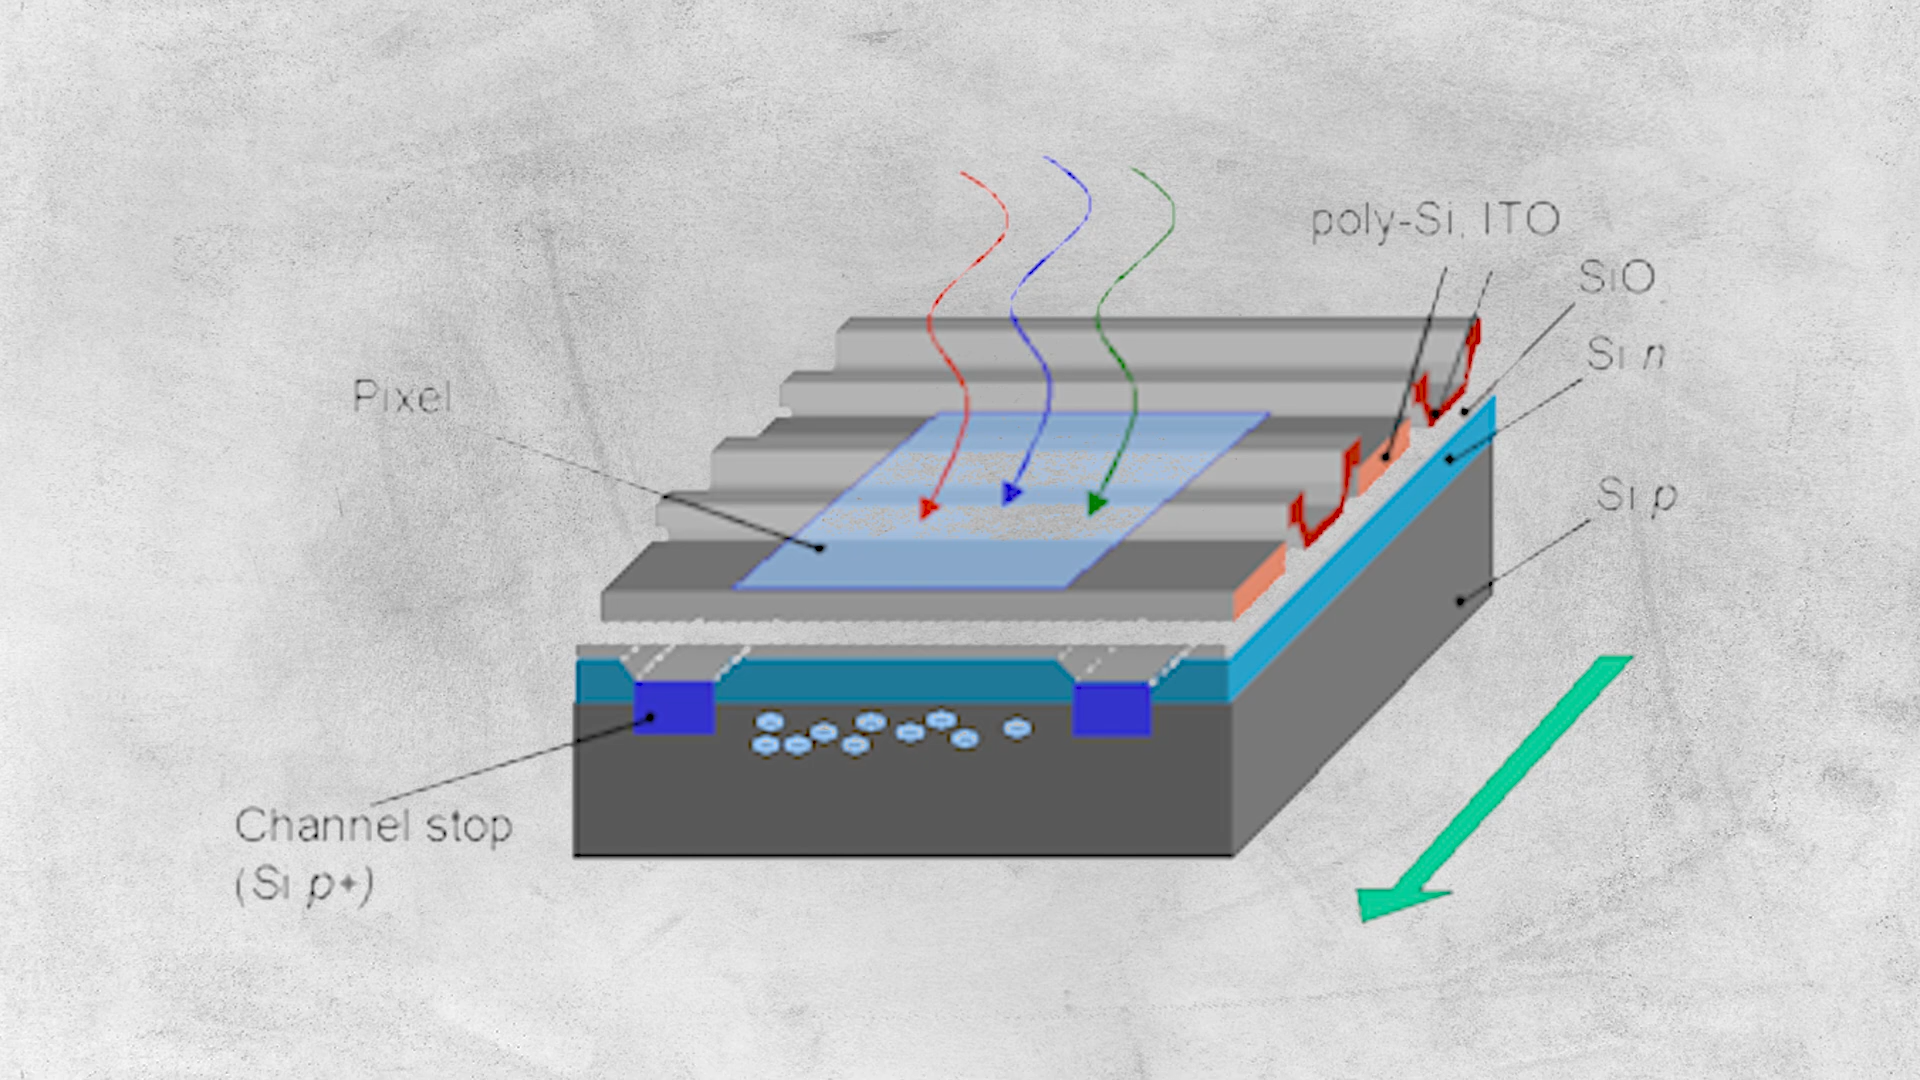 poly-Si, ITO
SiO
Si n
Pixel
Si p
Channel stop
(Si p+)